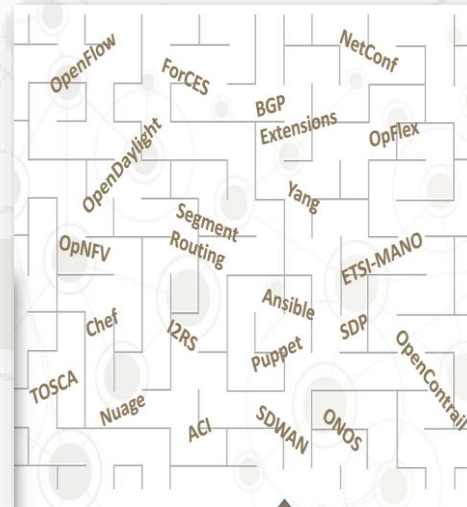 OpenFlow
NetConf
ForCES
BGP
Extensions
OpFlex
OpenDaylight
Yang
Segment
Routing
OpNFV
ETSI-MANO
Ansible
Chef
I2RS
SDP
Puppet
OpenContrail
TOSCA
Nuage
ACI
SDWAN
ONOS